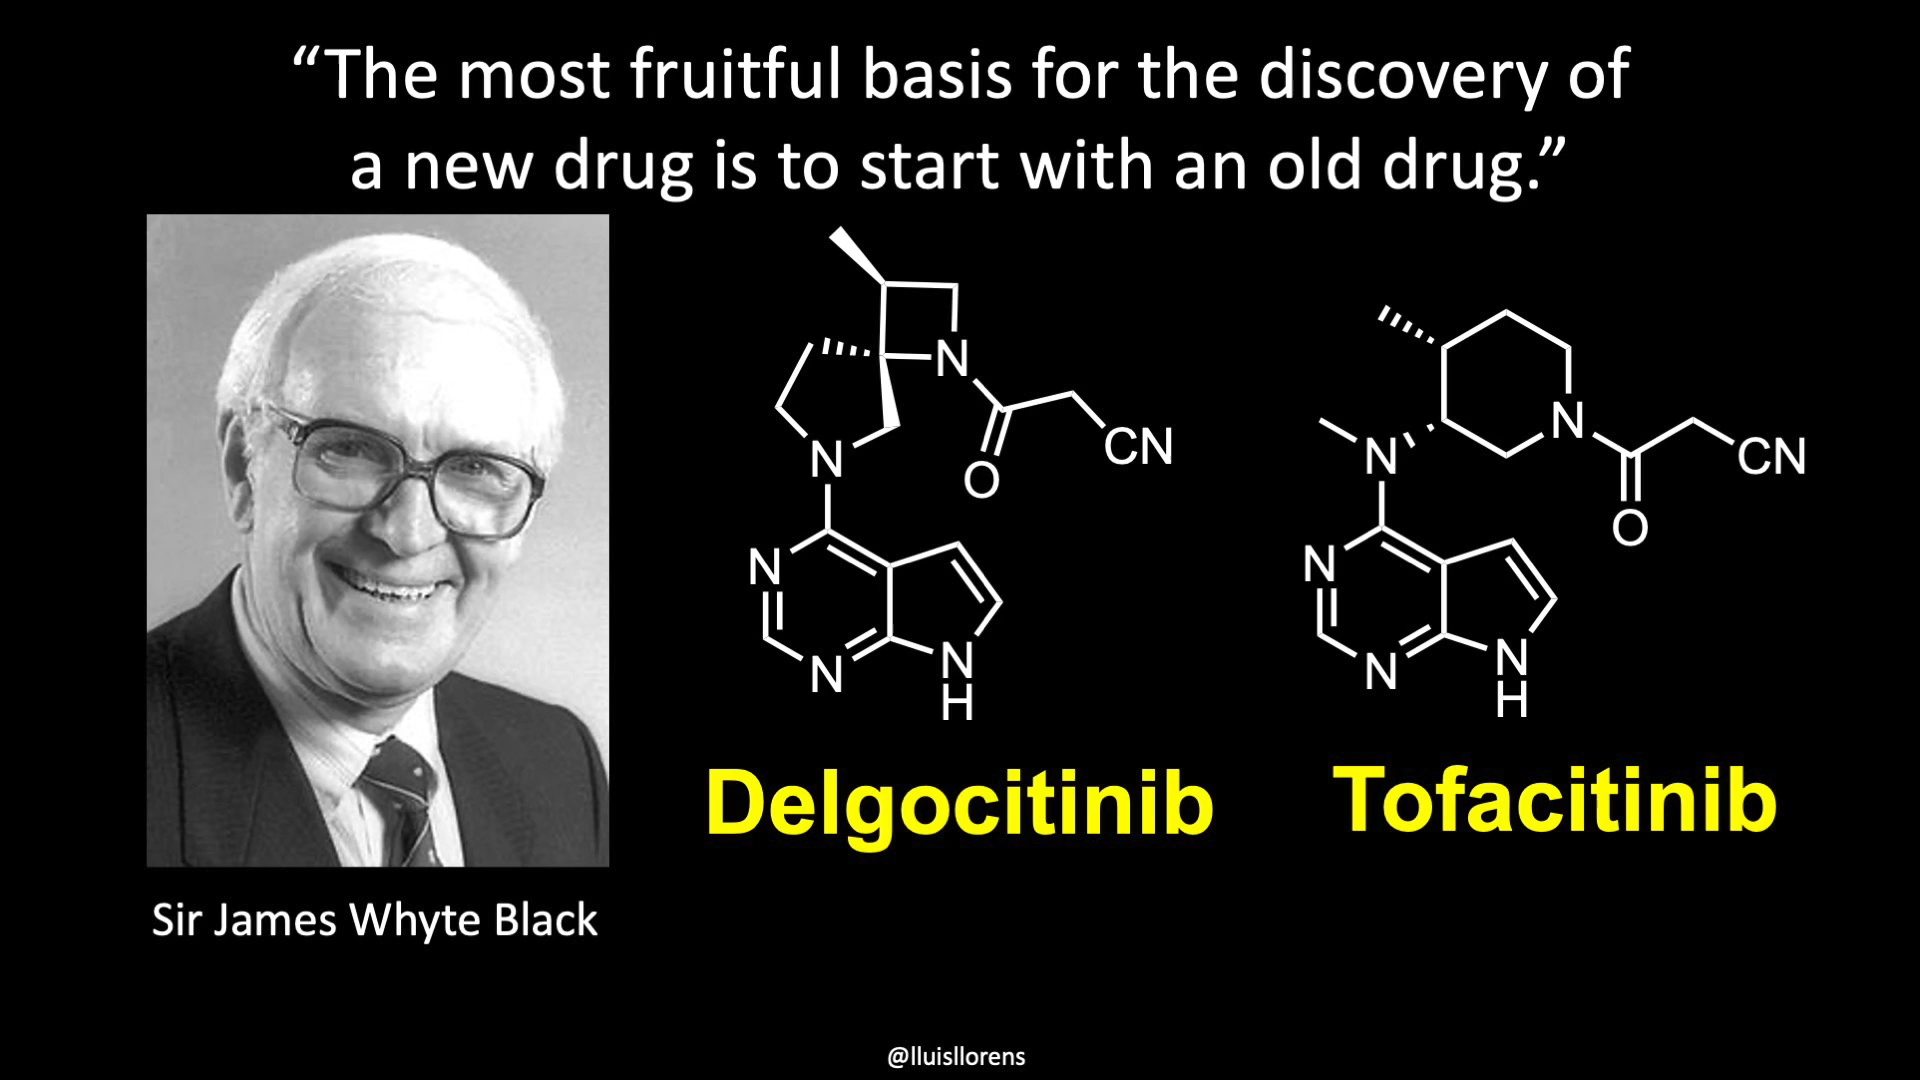 “The most fruitful basis for the discovery of
a new drug is to start with an old drug.”
N
O
CN
N
N
N
N
H
Delgocitinib
N
N
O
CN
N
N
N
H
Tofacitinib
Sir James Whyte Black
@lluisllorens